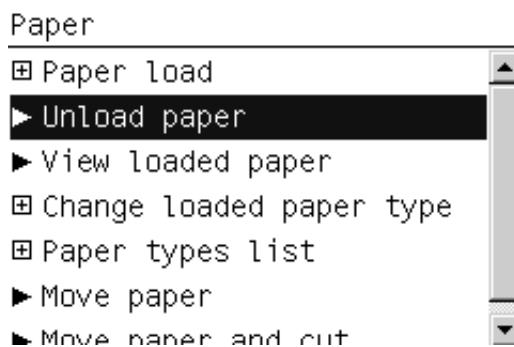 Paper
Paper load
Unload paper
View loaded paper
Change loaded paper type
Paper types list
Move paper
Move paper and cut